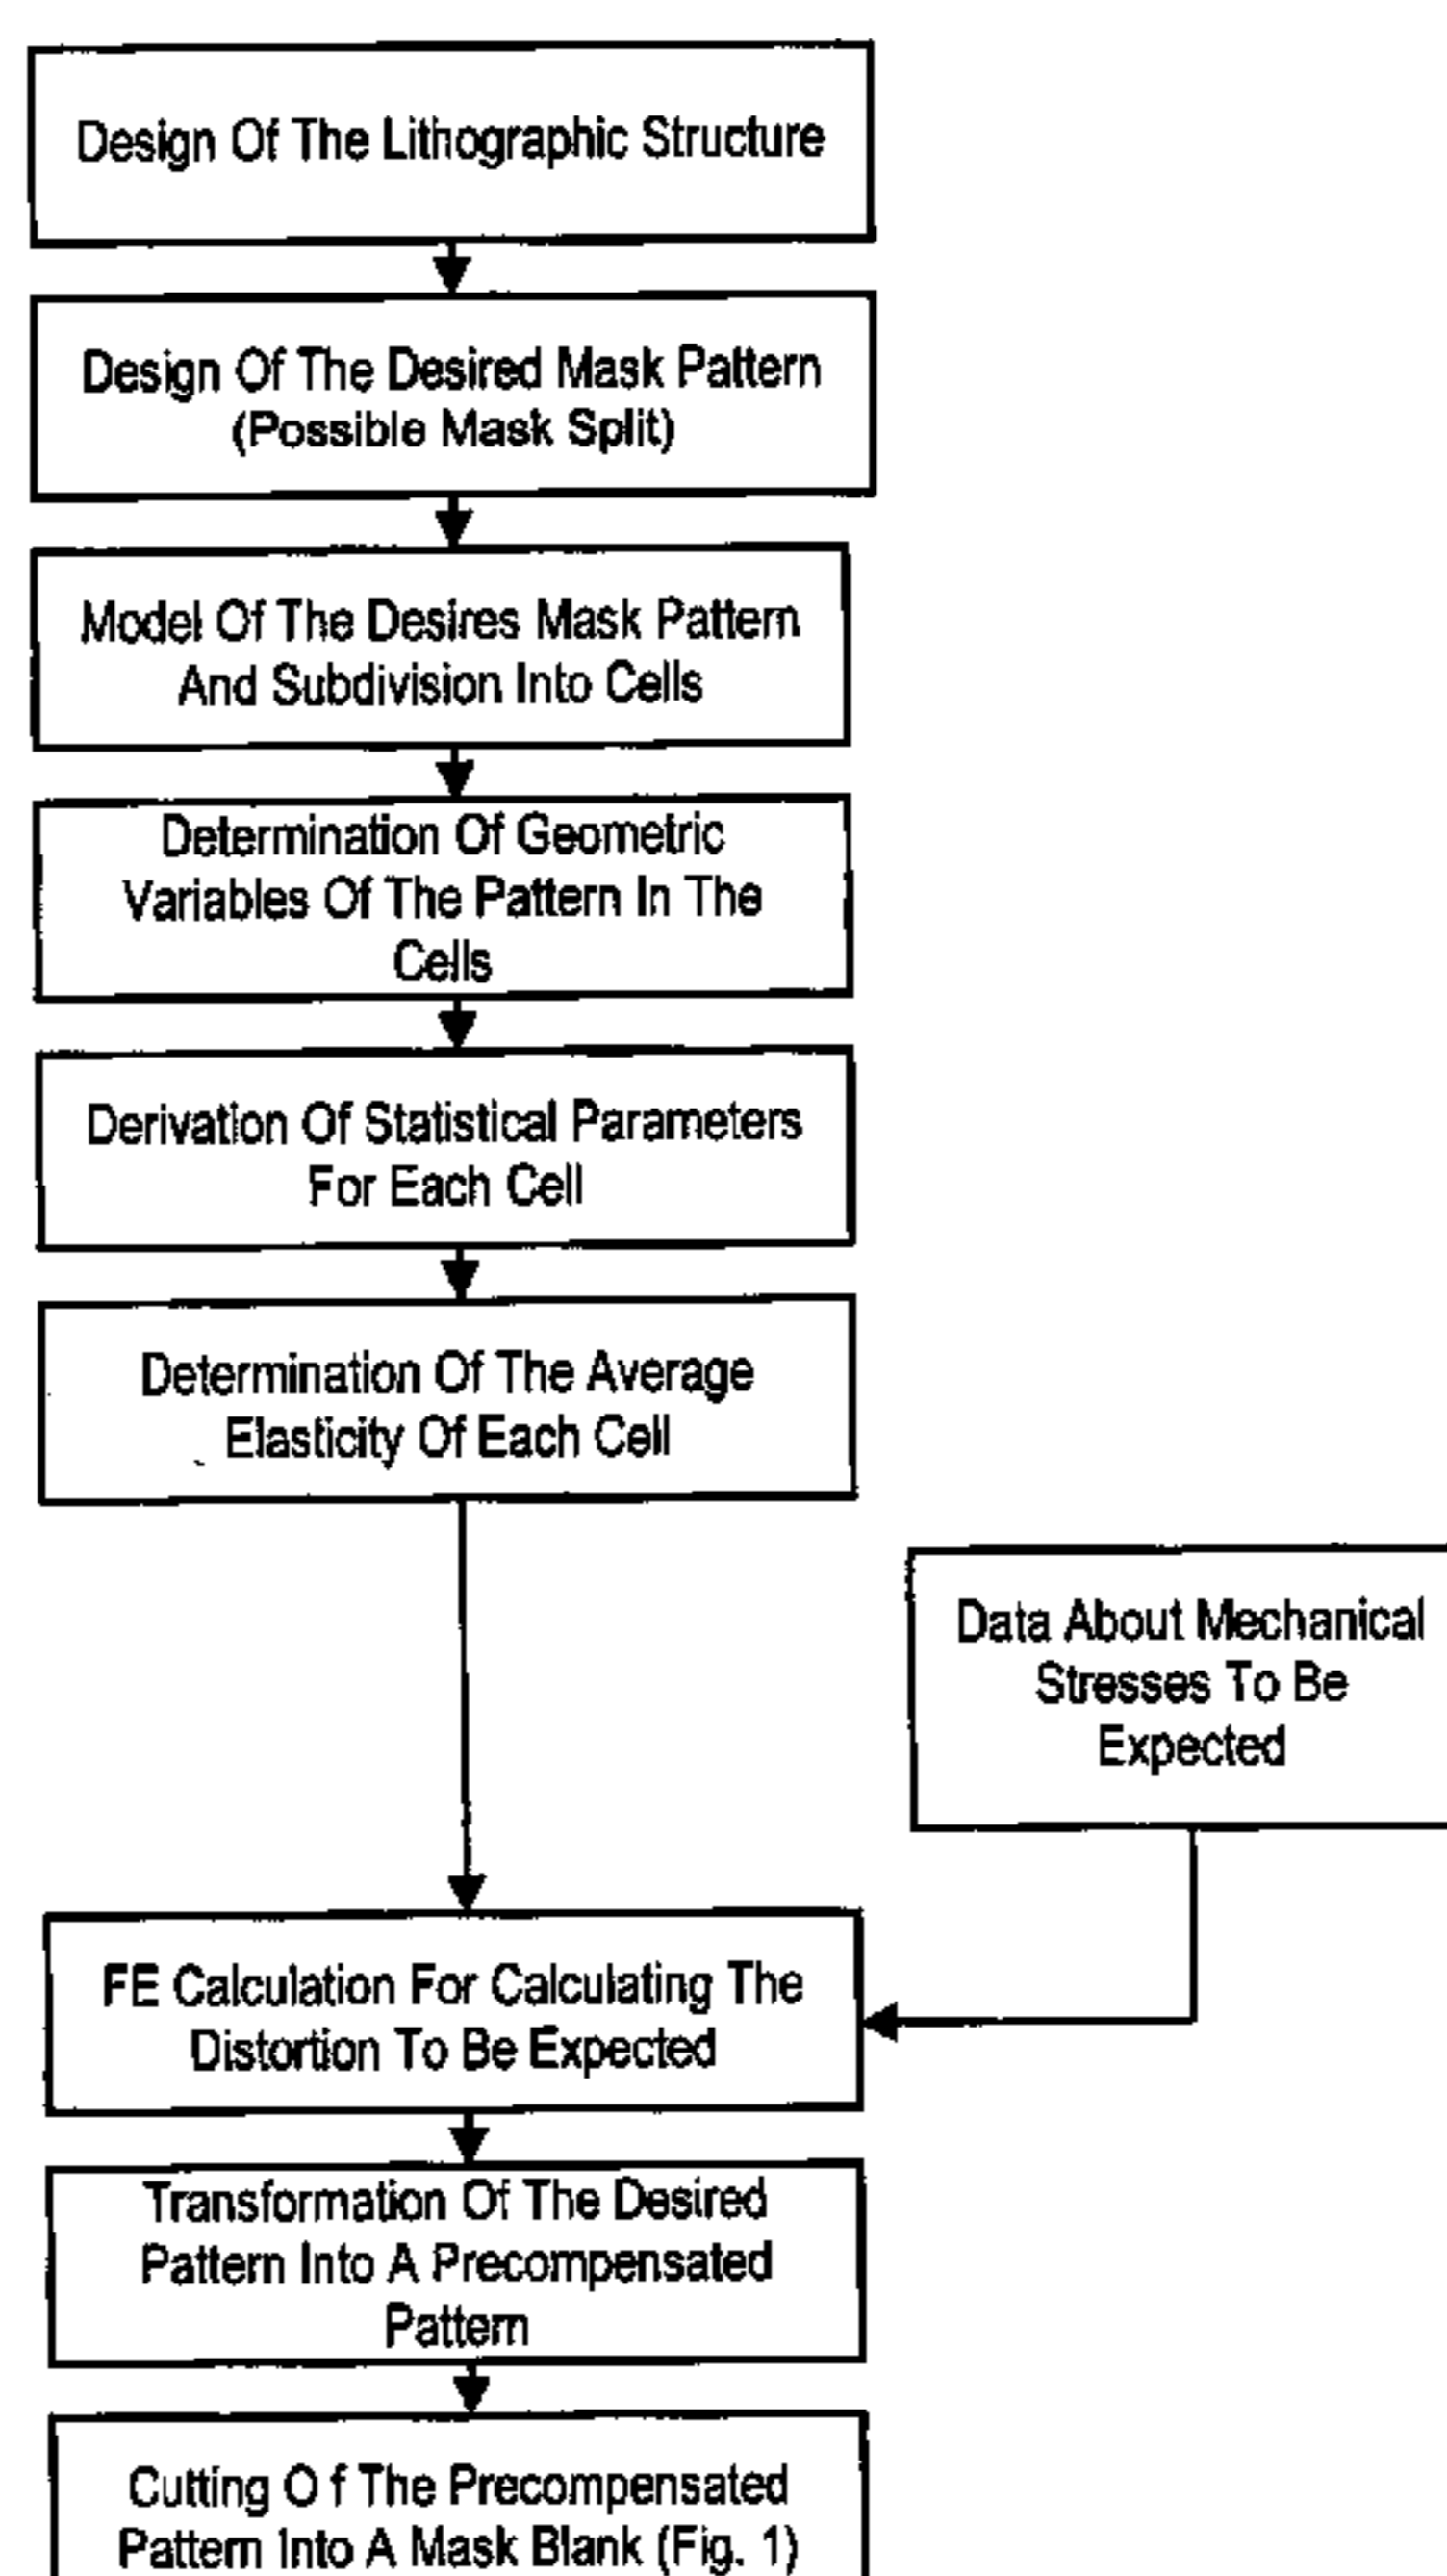 Design Of The Lithographic Structure
Design Of The Desired Mask Pattern
(Possible Mask Split)
Model Of The Desires Mask Pattern
And Subdivision Into Cells
Determination Of Geometric
Variables Of The Pattern In The
Cells
Derivation Of Statistical Parameters
For Each Cell
Determination Of The Average
Elasticity Of Each Cell
Data About Mechanical
Stresses To Be
Expected
FE Calculation For Calculating The
Distortion To Be Expected
Transformation Of The Desired
Pattern Into A Precompensated
Pattern
Cutting O f The Precompensated
Pattern Into A Mask Blank (Fig. 1)